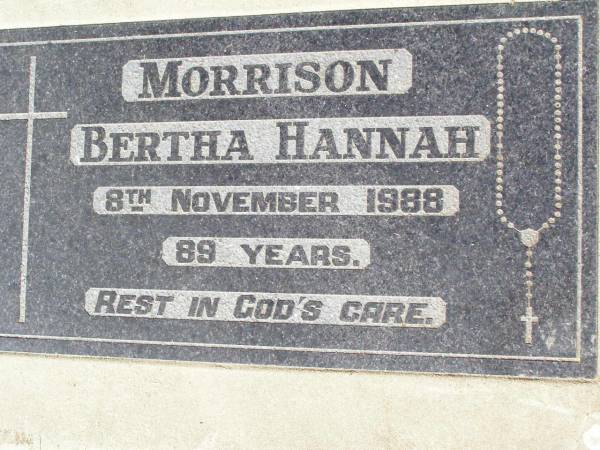 MORRISON
BERTHA HANNAH
8TH NOVEMBER 1988
89 YEARS.
REST IN GOD'S CARE.